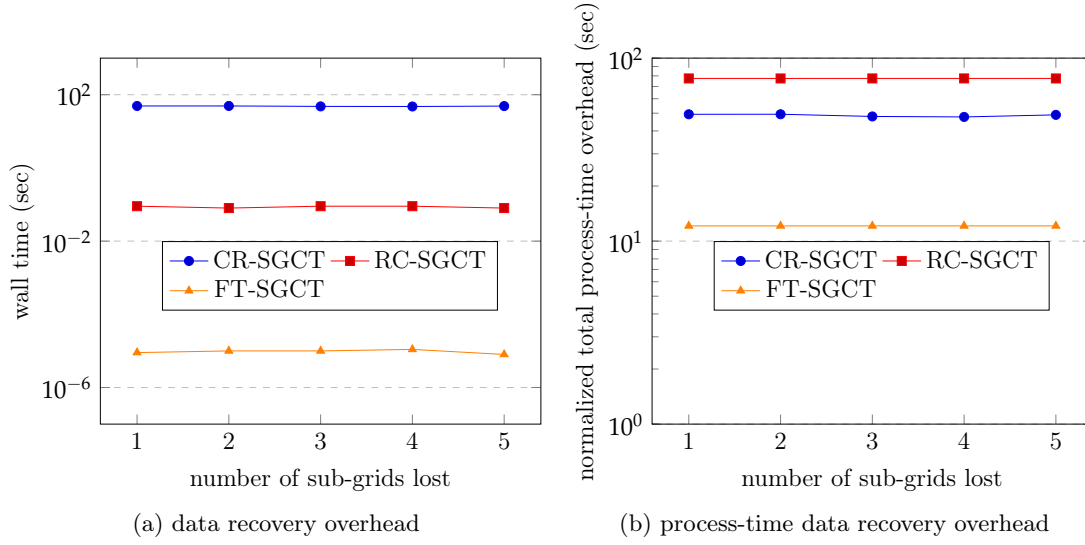 wall time (sec)
10^2
10^-2
10^-6
CR-SGCT RC-SGCT
FT-SGCT
1 2 3 4 5
number of sub-grids lost
(a) data recovery overhead
normalized total process-time overhead (sec)
10^2
10^1
10^0
CR-SGCT RC-SGCT
FT-SGCT
1 2 3 4 5
number of sub-grids lost
(b) process-time data recovery overhead